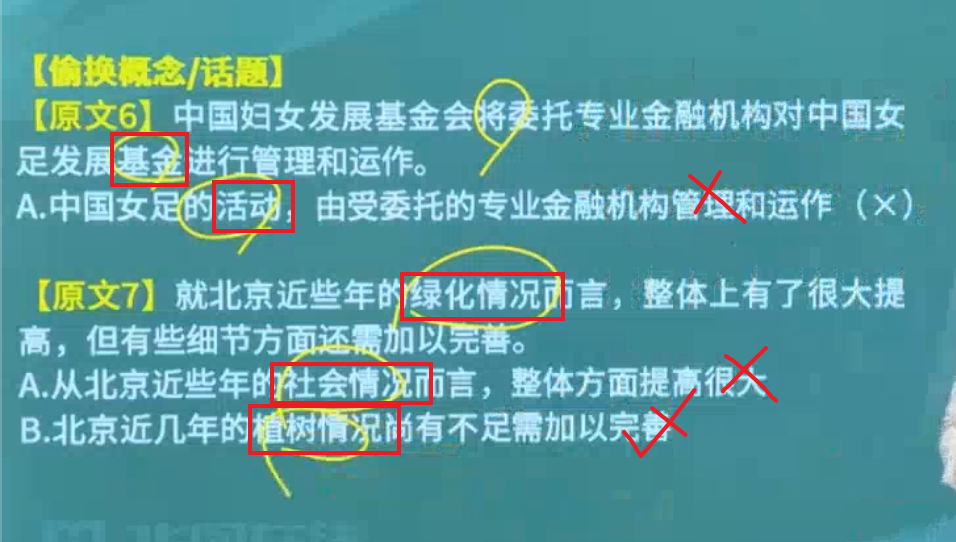 【偷换概念/话题】
【原文6】中国妇女发展基金会将委托专业金融机构对中国女
足发展基金进行管理和运作。
A.中国女足的活动，由受委托的专业金融机构管理和运作（×）
【原文7】就北京近些年的绿化情况而言，整体上有了很大提
高，但有些细节方面还需加以完善。
A.从北京近些年的社会情况而言，整体方面提高很大
B.北京近几年的植树情况尚有不足需加以完善